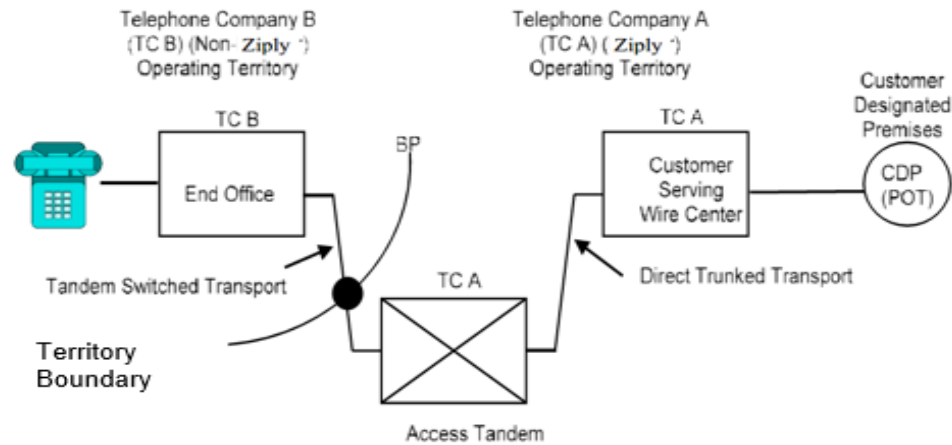 Telephone Company B
(TC B) (Non- Ziply )
Operating Territory
Telephone Company A
(TC A) ( Ziply )
Operating Territory
Customer
Designated
Premises
TC B
End Office
BP
TC A
Customer
Serving
Wire Center
CDP
(POT)
Tandem Switched Transport
TC A
Direct Trunked Transport
Territory
Boundary
Access Tandem